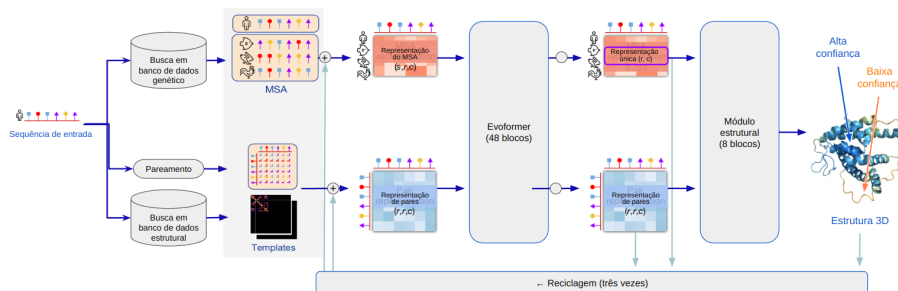 Sequência de entrada
Busca em
banco de dados
genético
Pareamento
Busca em
banco de dados
estrutural
MSA
Templates
Representação
do MSA
(s,r,c)
Representação
de pares
(r,r,c)
Evoformer
(48 blocos)
Representação
única (r, c)
Representação
de pares
(r,r,c)
Módulo
estrutural
(8 blocos)
Alta
confiança
Baixa
confiança
Estrutura 3D
← Reciclagem (três vezes)